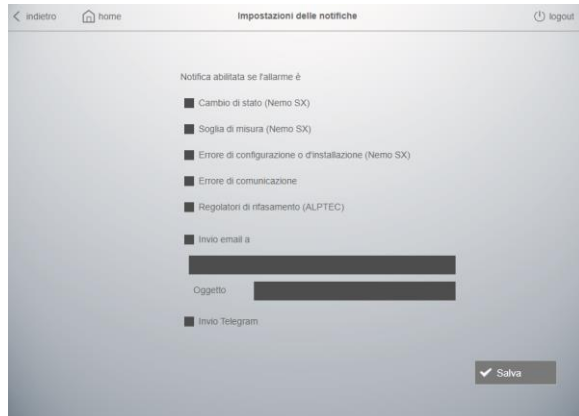 indietro home Impostazioni delle notifiche logout
Notifica abilitata se l'allarme è
Cambio di stato (Nemo SX)
Soglia di misura (Nemo SX)
Errore di configurazione o d'installazione (Nemo SX)
Errore di comunicazione
Regolatori di rifasamento (ALPTEC)
Invio email a
Oggetto
Invio Telegram
Salva